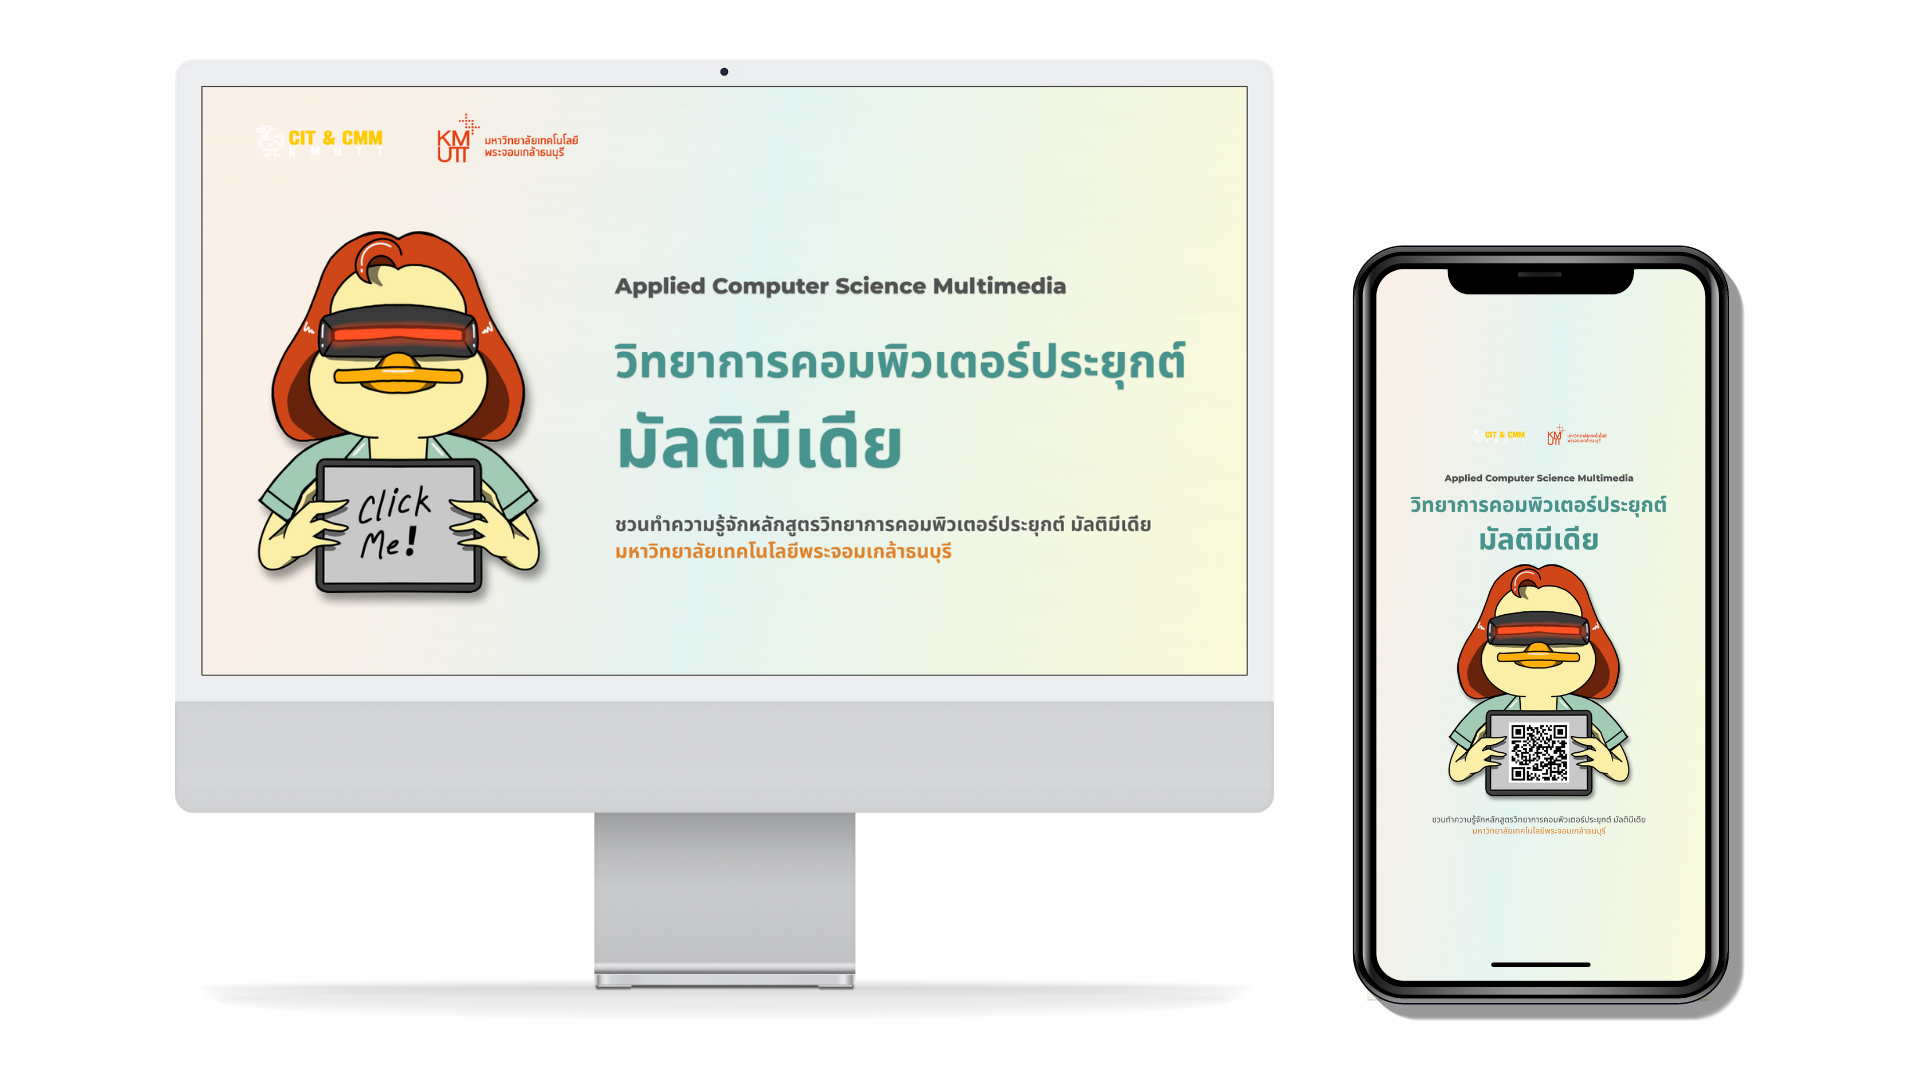 CIT & CMM
KMUTT
KM
UTT
มหาวิทยาลัยเทคโนโลยี
พระจอมเกล้าธนบุรี
Applied Computer Science Multimedia
วิทยาการคอมพิวเตอร์ประยุกต์
มัลติมีเดีย
ชวนทำความรู้จักหลักสูตรวิทยาการคอมพิวเตอร์ประยุกต์ มัลติมีเดีย
มหาวิทยาลัยเทคโนโลยีพระจอมเกล้าธนบุรี
Click
Me!
CIT & CMM
KM
UTT
มหาวิทยาลัยเทคโนโลยี
พระจอมเกล้าธนบุรี
Applied Computer Science Multimedia
วิทยาการคอมพิวเตอร์ประยุกต์
มัลติมีเดีย
ชวนทำความรู้จักหลักสูตรวิทยาการคอมพิวเตอร์ประยุกต์ มัลติมีเดีย
มหาวิทยาลัยเทคโนโลยีพระจอมเกล้าธนบุรี